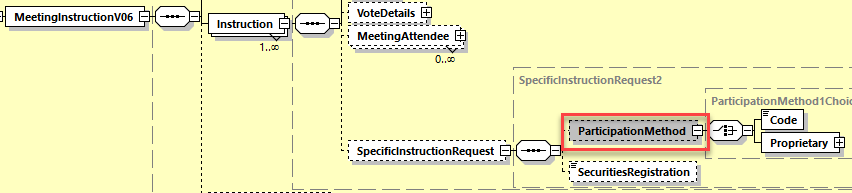 MeetingInstructionV06
Instruction
1..∞
VoteDetails
MeetingAttendee
0..∞
SpecificInstructionRequest2
ParticipationMethod1Choic
ParticipationMethod
Code
Proprietary
SpecificInstructionRequest
SecuritiesRegistration